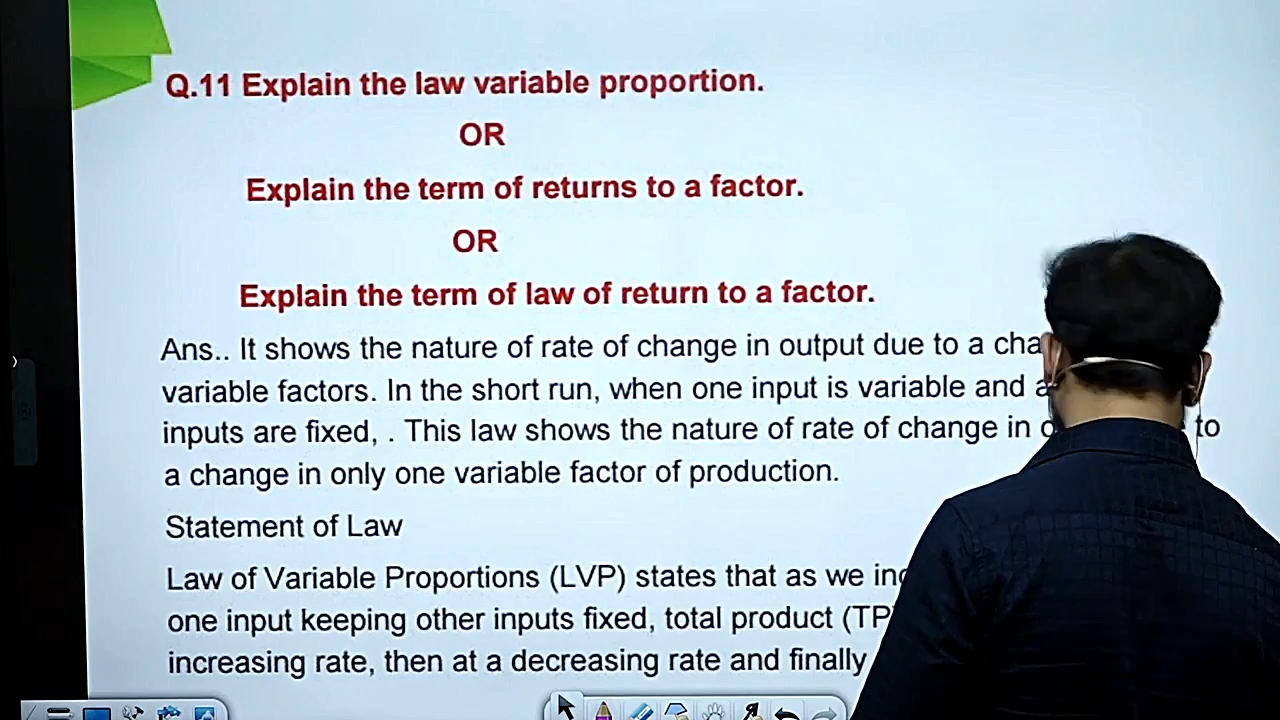 Q.11 Explain the law variable proportion.
OR
Explain the term of returns to a factor.
OR
Explain the term of law of return to a factor.
Ans.. It shows the nature of rate of change in output due to a cha
variable factors. In the short run, when one input is variable and a
inputs are fixed, . This law shows the nature of rate of change in o to
a change in only one variable factor of production.
Statement of Law
Law of Variable Proportions (LVP) states that as we inc
one input keeping other inputs fixed, total product (TP
increasing rate, then at a decreasing rate and finally